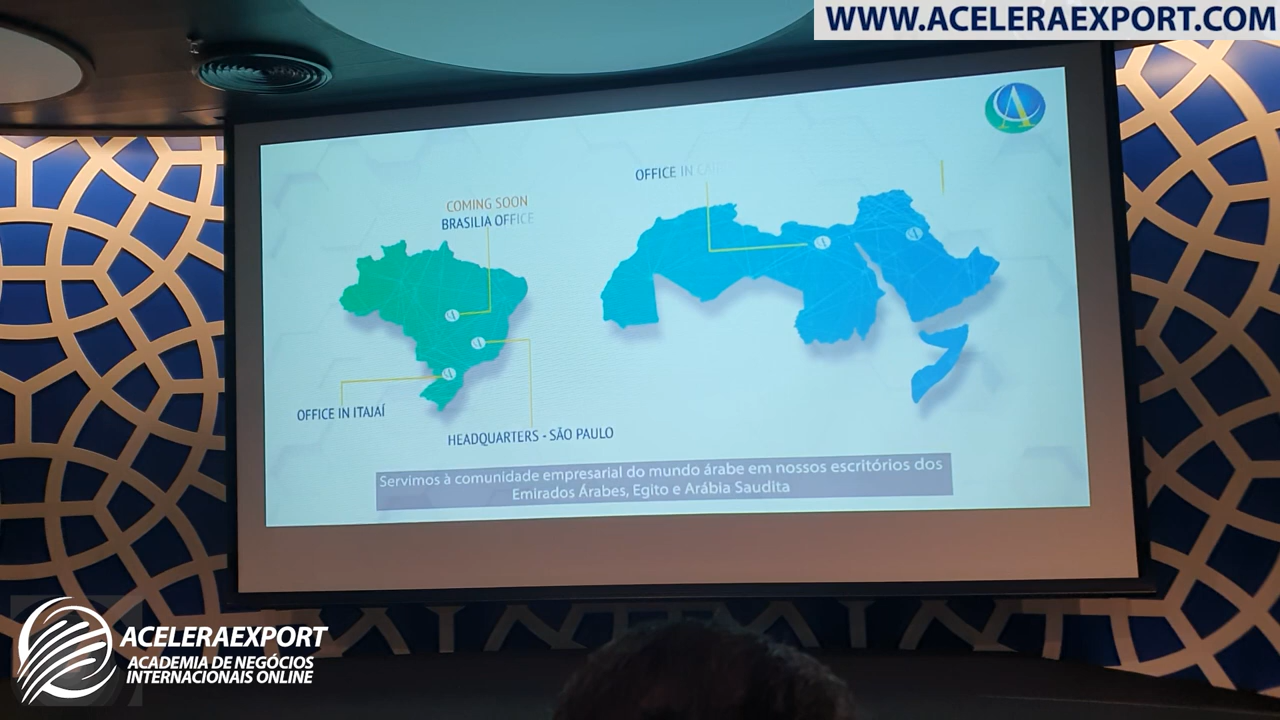 WWW.ACELERAEXPORT.COM
OFFICE IN CAI
COMING SOON
BRASILIA OFFICE
OFFICE IN ITAJAÍ
HEADQUARTERS - SÃO PAULO
Servimos à comunidade empresarial do mundo árabe em nossos escritórios dos
Emirados Árabes, Egito e Arábia Saudita
ACELERAEXPORT
ACADEMIA DE NEGÓCIOS
INTERNACIONAIS ONLINE